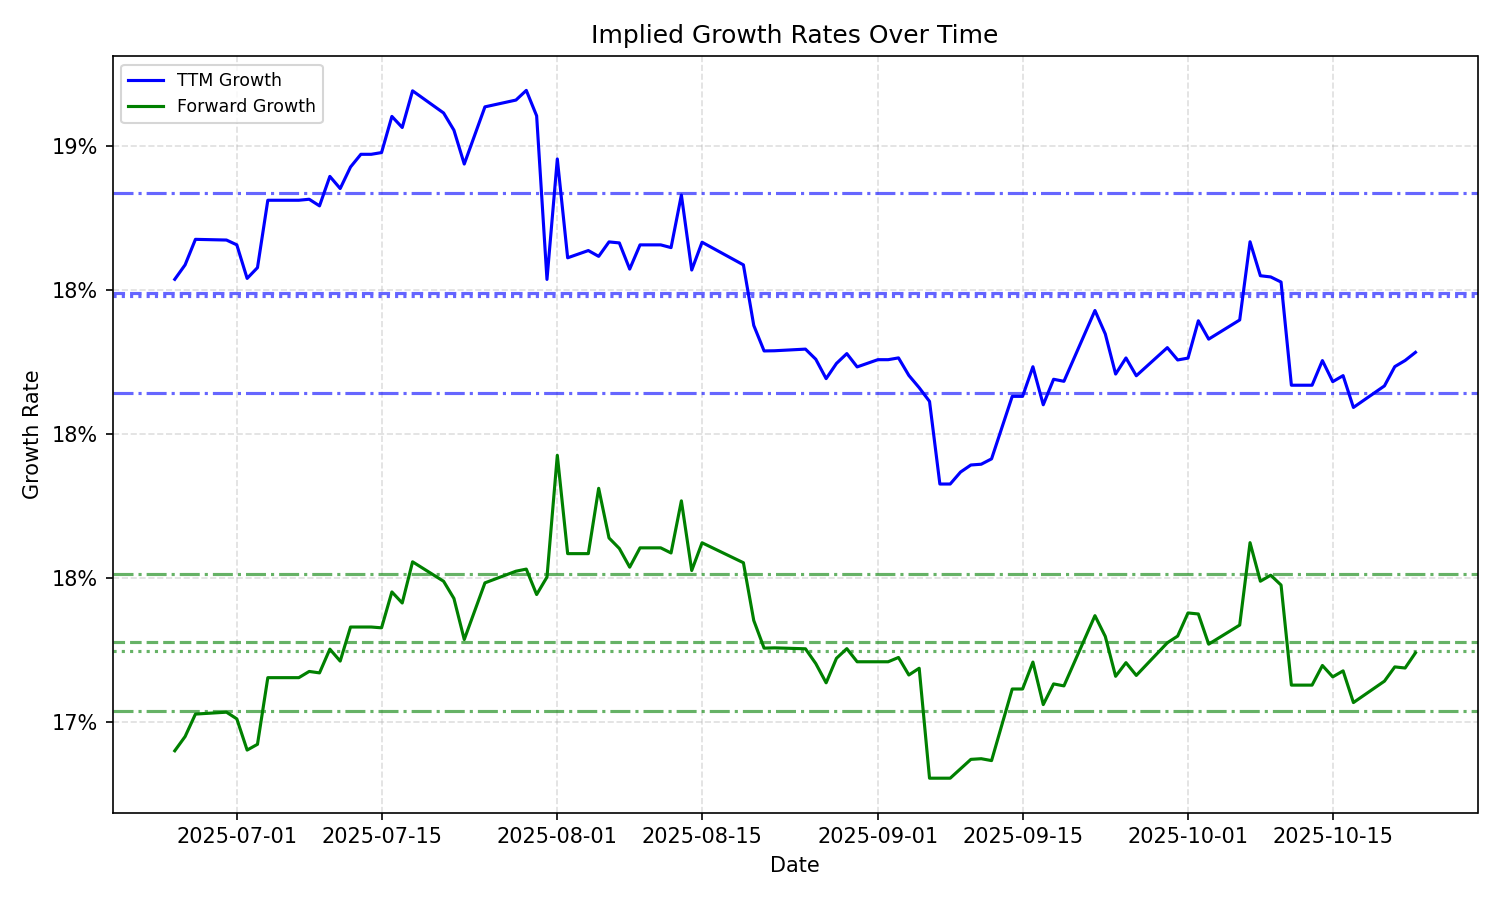 Implied Growth Rates Over Time
TTM Growth
Forward Growth
19%
18%
18%
18%
17%
Growth Rate
2025-07-01
2025-07-15
2025-08-01
2025-08-15
2025-09-01
2025-09-15
2025-10-01
2025-10-15
Date